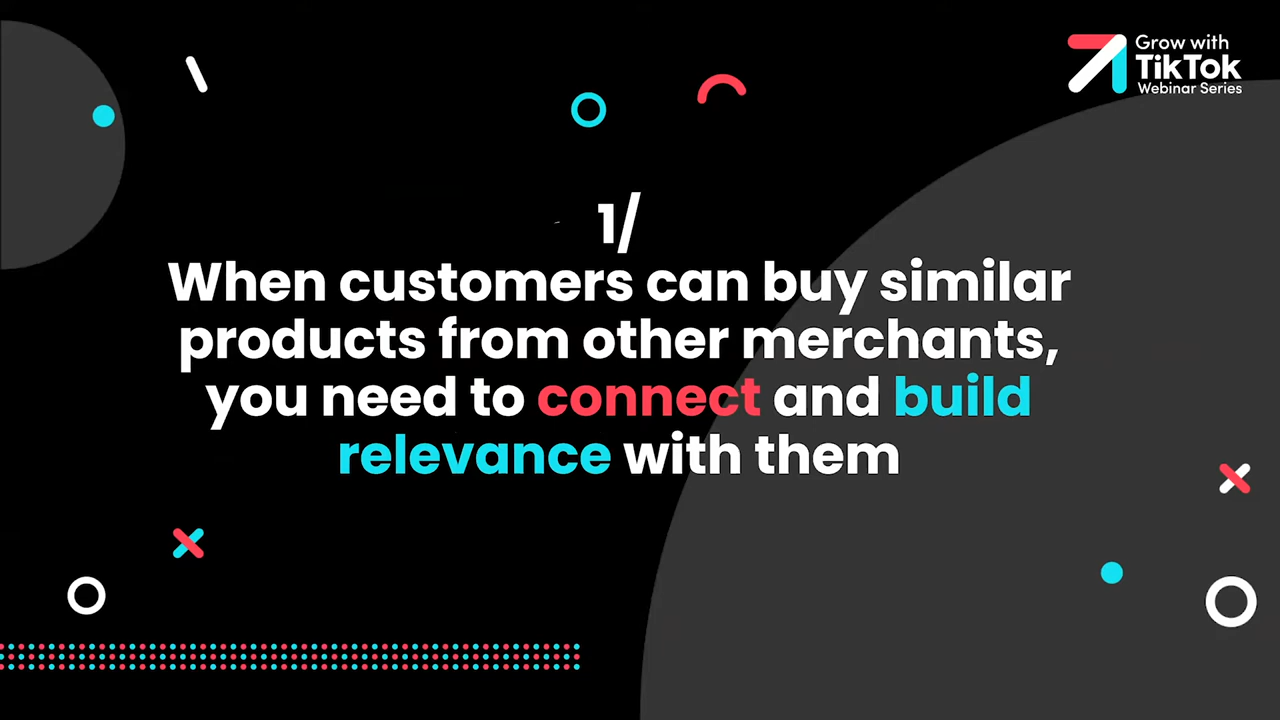 Grow with
TikTok
Webinar Series
1/
When customers can buy similar
products from other merchants,
you need to connect and build
relevance with them